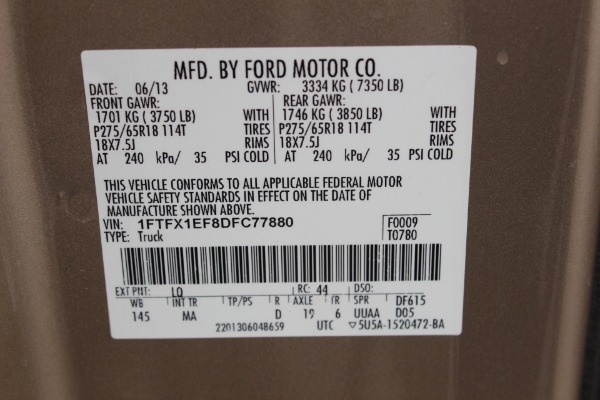 MFD. BY FORD MOTOR CO.
DATE: 06/13 GVWR: 3334 KG ( 7350 LB)
FRONT GAWR: REAR GAWR:
1701 KG ( 3750 LB) WITH 1746 KG ( 3850 LB) WITH
P275/65R18 114T TIRES P275/65R18 114T TIRES
18X7.5J RIMS 18X7.5J RIMS
AT 240 kPa/ 35 PSI COLD AT 240 kPa/ 35 PSI COLD
THIS VEHICLE CONFORMS TO ALL APPLICABLE FEDERAL MOTOR
VEHICLE SAFETY STANDARDS IN EFFECT ON THE DATE OF
MANUFACTURE SHOWN ABOVE.
VIN: 1FTFX1EF8DFC77880 F0009
TYPE: Truck T07B0
EXT PNT: LQ RC: 44 DSO:
WB INT TR TP/PS R AXLE TR SPR DF615
145 MA D 19 6 UUAA D05
2201306048659 UTC ▽5U5A-1520472-BA